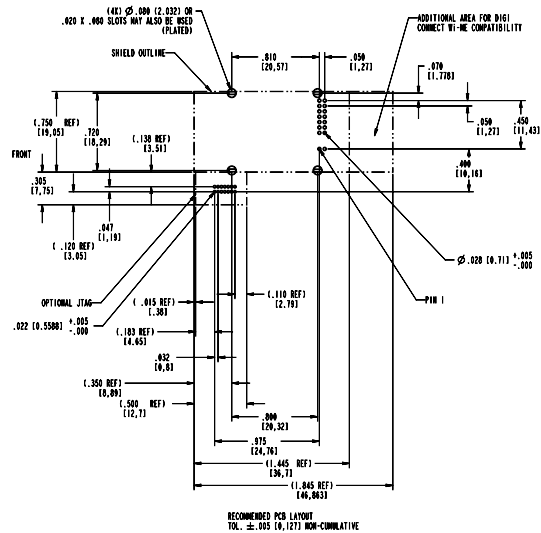 (4X) Ø .080 (2.032) OR
.020 X .080 SLOTS MAY ALSO BE USED
(PLATED)
ADDITIONAL AREA FOR DIGI
CONNECT Wi-ME COMPATIBILITY
SHIELD OUTLINE
.810
[20,57]
.050
[1,27]
.070
[1,778]
(.750 REF)
[19,05]
.720
[18,29]
(.138 REF)
[3.51]
.050
[1,27]
.450
[11,43]
FRONT
.400
[10,16]
.305
[7,75]
.047
[1,19]
(.120 REF)
[3.05]
Ø.028 [0.71] +.005
-.000
OPTIONAL JTAG
(.015 REF)
[.38]
(.110 REF)
[2.79]
PIN 1
.022 [0.5588] +.005
-.000
(.183 REF)
[4.65]
.032
[0,8]
(.350 REF)
[8,89]
(.500 REF)
[12,7]
.800
[20,32]
.975
[24,76]
(1.445 REF)
[36,7]
(1.845 REF)
[46,863]
RECOMMENDED PCB LAYOUT
TOL. ±.005 [0,127] NON-CUMULATIVE